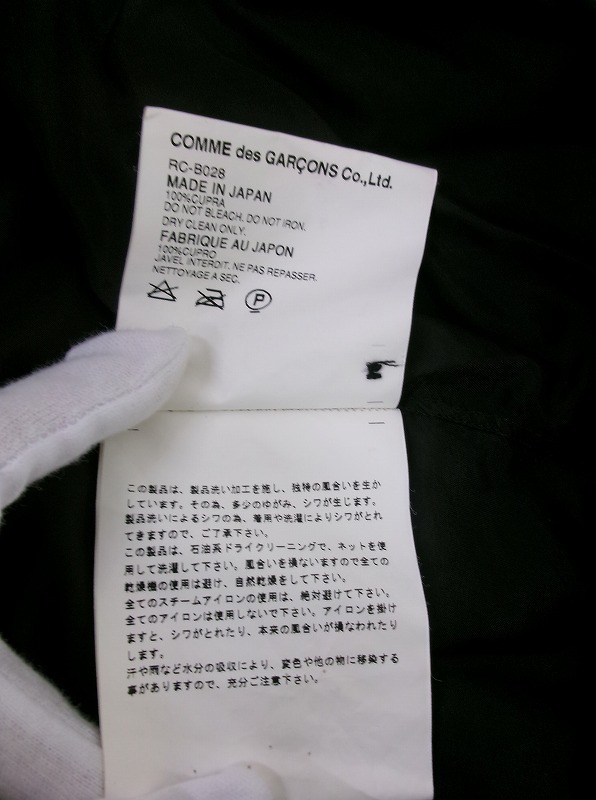 COMME des GARÇONS Co.,Ltd.
RC-B028
MADE IN JAPAN
100%CUPRA
DO NOT BLEACH. DO NOT IRON.
DRY CLEAN ONLY.
FABRIQUE AU JAPON
100%CUPRO
JAVEL INTERDIT. NE PAS REPASSER.
NETTOYAGE A SEC.
P
この製品は、製品洗い加工を施し、独特の風合いを生か
しています。その為、多少のゆがみ、シワが生じます。
製品洗いによるシワの為、着用や洗濯によりシワがとれ
てきますので、ご了承下さい。
この製品は、石油系ドライクリーニングで、ネットを使
用して洗濯して下さい。風合いを損ないますので全ての
乾燥機の使用は避け、自然乾燥をして下さい。
全てのスチームアイロンの使用は、絶対避けて下さい。
全てのアイロンは使用しないで下さい。アイロンを掛け
ますと、シワがとれたり、本来の風合いが損なわれたり
します。
汗や雨など水分の吸収により、変色や他の物に移染する
事がありますので、充分ご注意下さい。